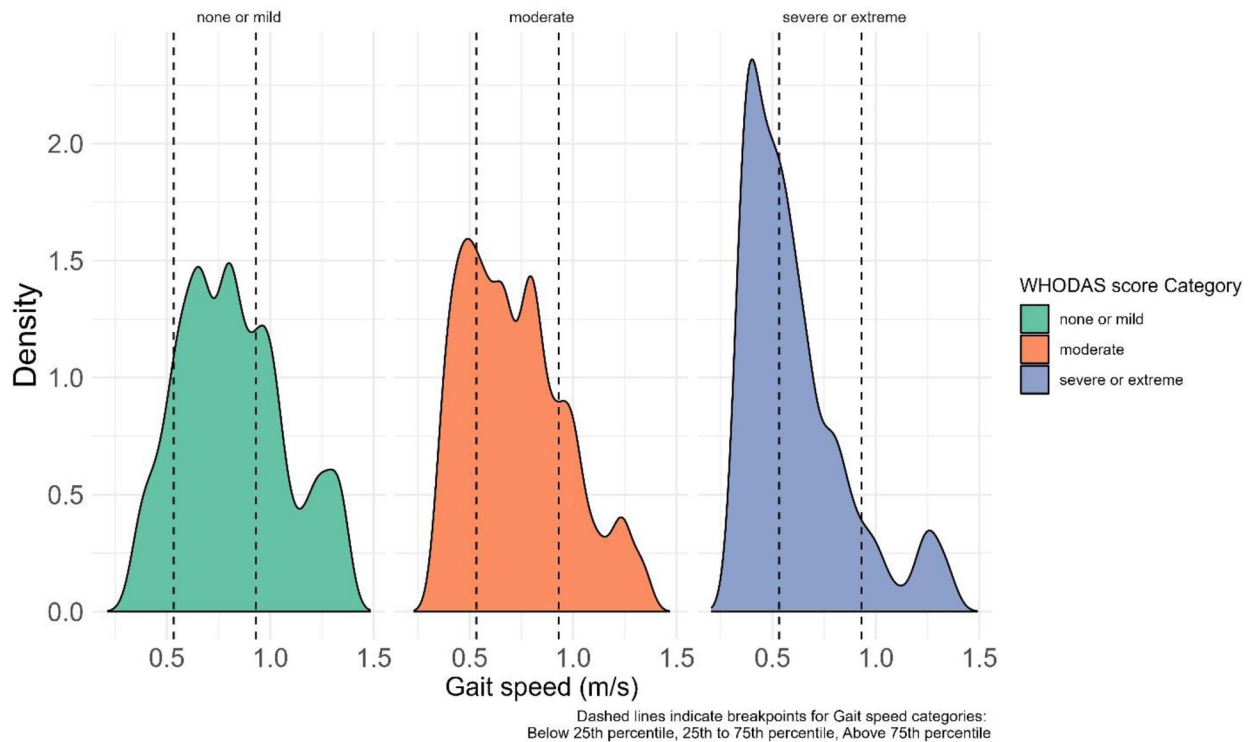 none or mild
moderate
severe or extreme
2.0
1.5
1.0
0.5
0.0
Density
0.5 1.0 1.5
0.5 1.0 1.5
0.5 1.0 1.5
Gait speed (m/s)
WHODAS score Category
none or mild
moderate
severe or extreme
Dashed lines indicate breakpoints for Gait speed categories:
Below 25th percentile, 25th to 75th percentile, Above 75th percentile